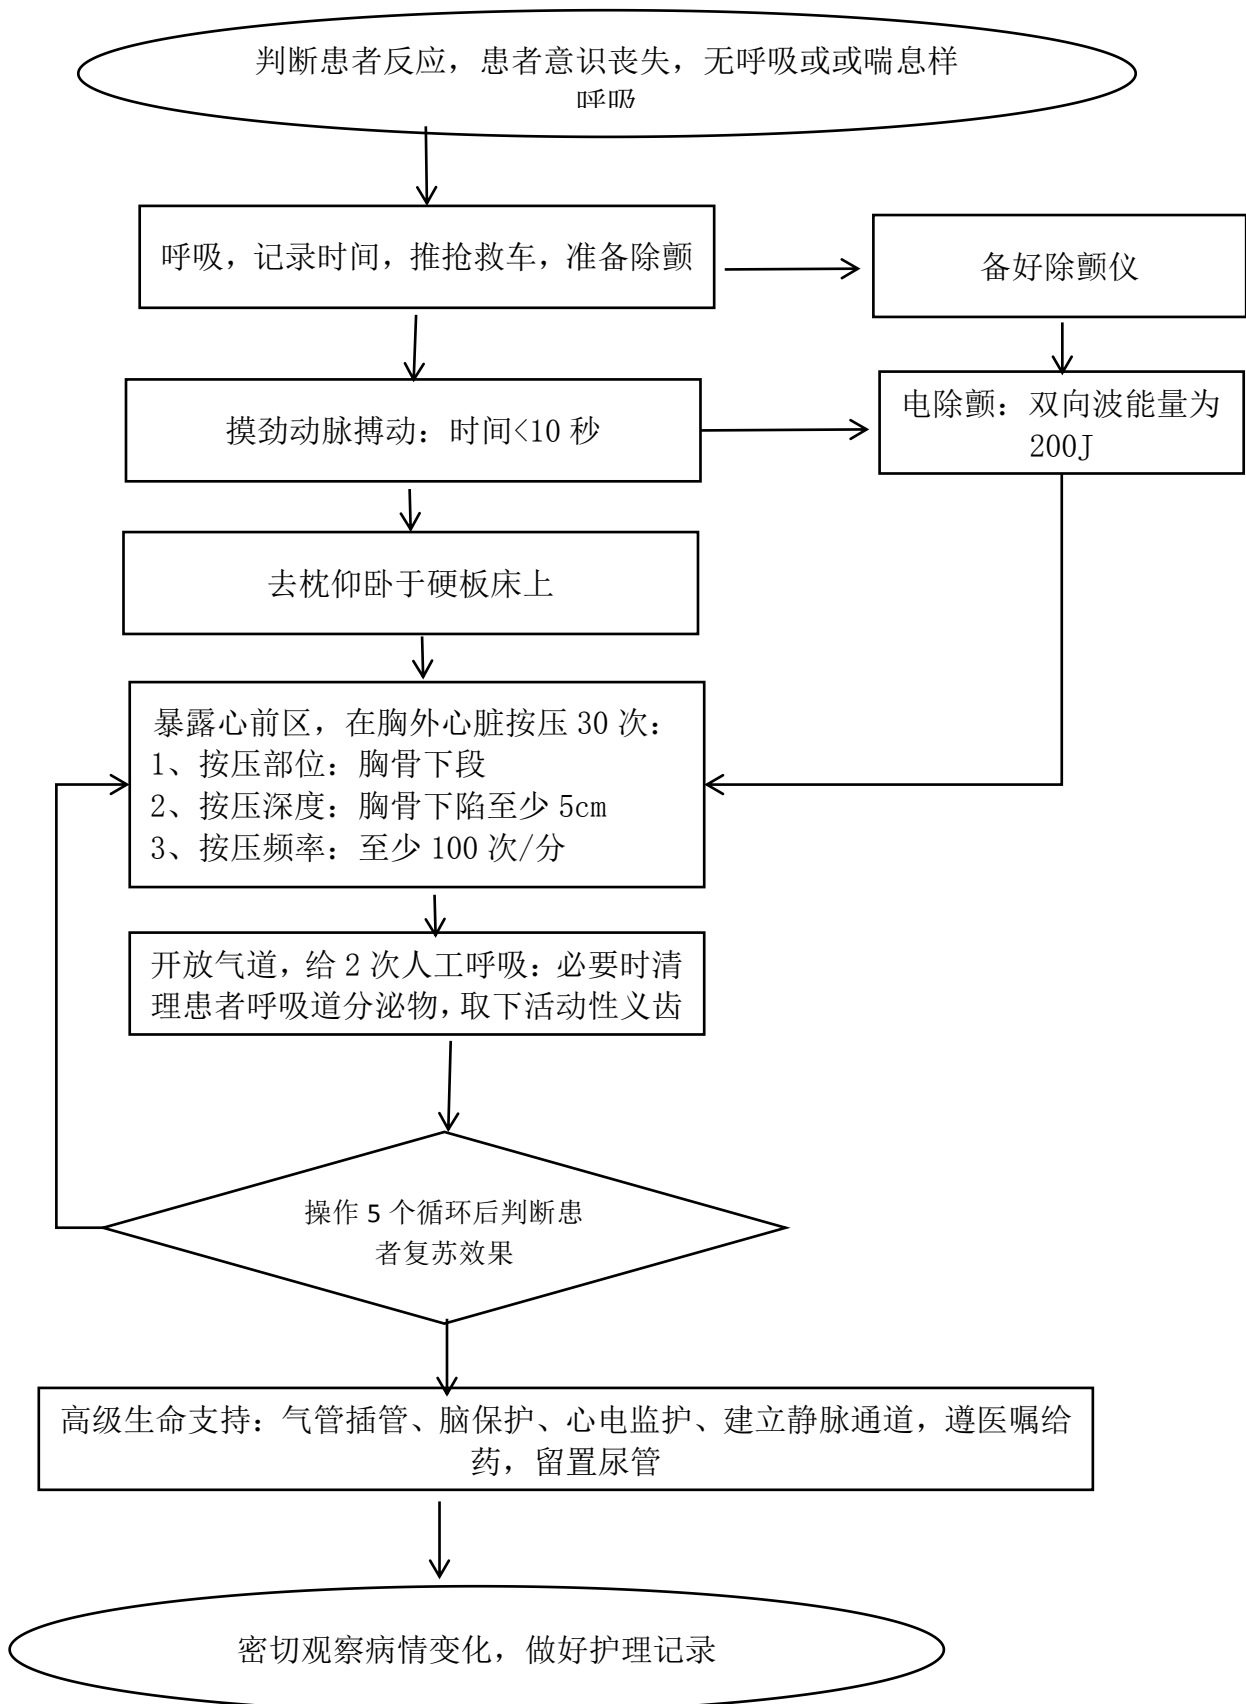 判断患者反应，患者意识丧失，无呼吸或或喘息样
呼吸
呼吸，记录时间，推抢救车，准备除颤
备好除颤仪
摸劲动脉搏动：时间<10 秒
电除颤：双向波能量为
200J
去枕仰卧于硬板床上
暴露心前区，在胸外心脏按压 30 次：
1、按压部位：胸骨下段
2、按压深度：胸骨下陷至少 5cm
3、按压频率：至少 100 次/分
开放气道，给 2 次人工呼吸：必要时清
理患者呼吸道分泌物，取下活动性义齿
操作 5 个循环后判断患
者复苏效果
高级生命支持：气管插管、脑保护、心电监护、建立静脉通道，遵医嘱给
药，留置尿管
密切观察病情变化，做好护理记录